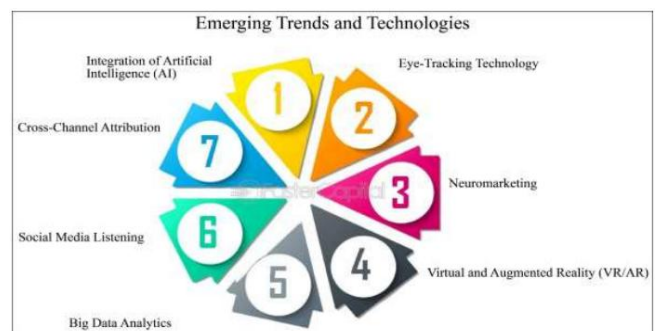 Emerging Trends and Technologies
Integration of Artificial
Intelligence (AI)
Eye-Tracking Technology
Cross-Channel Attribution
Neuromarketing
Social Media Listening
Virtual and Augmented Reality (VR/AR)
Big Data Analytics
1
2
3
4
5
6
7
FasterCapital